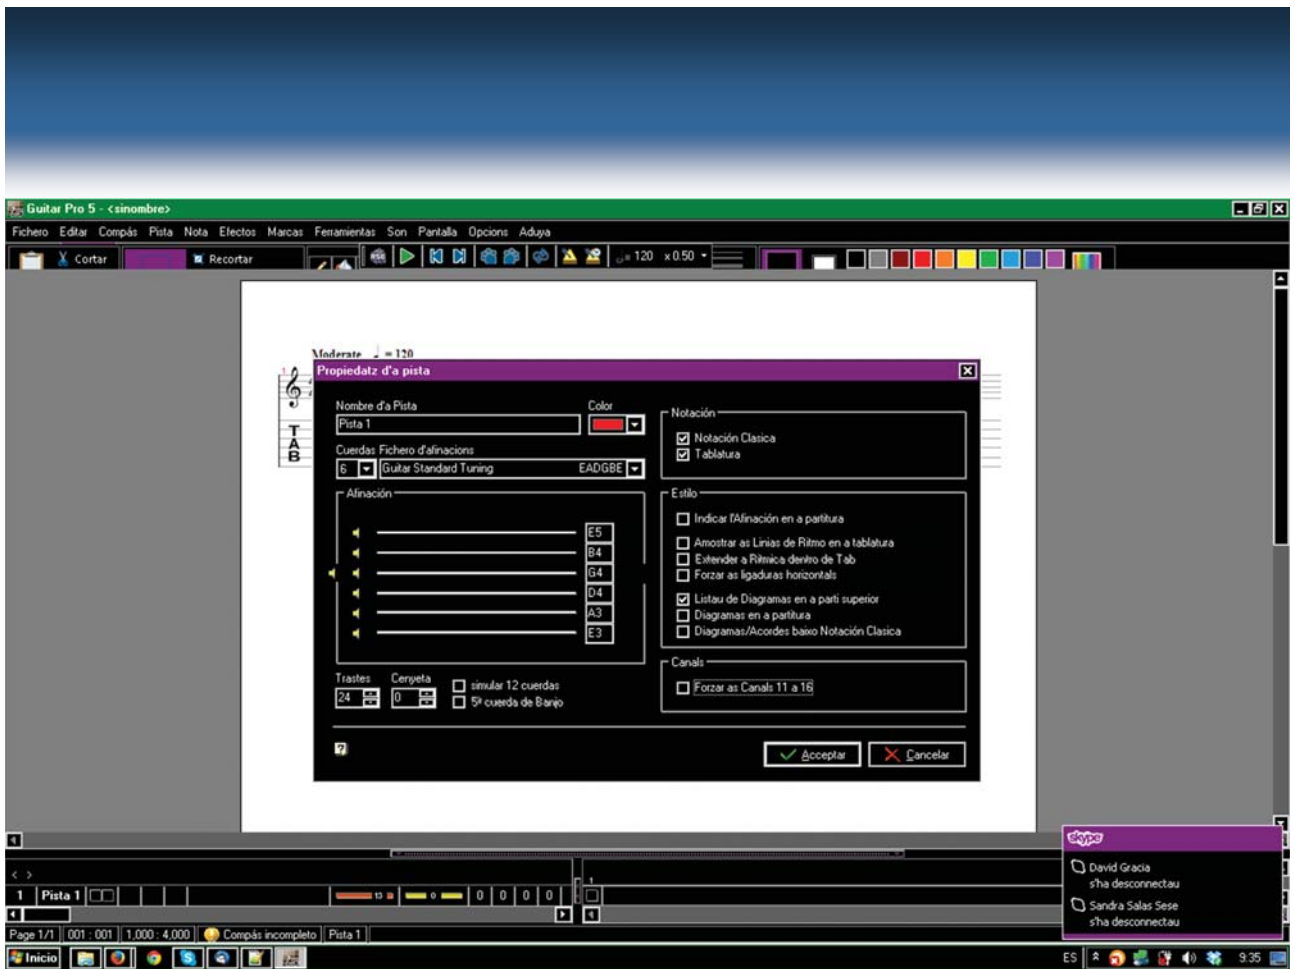 Guitar Pro 5 - <sinombre>
Fichero Editar Compás Pista Nota Efectos Marcas Ferramientas Son Pantalla Opcions Aduya
Cortar Recortar RSE = 120 x 0.50
Moderate = 120
1
T
A
B
Propiedatz d'a pista
Nombre d'a Pista Color
Pista 1
Cuerdas Fichero d'afinacions
6 Guitar Standard Tuning EADGBE
Afinación
E5
B4
G4
D4
A3
E3
Trastes Cenyeta
24 0
simular 12 cuerdas
5ª cuerda de Banjo
Notación
Notación Clasica
Tablatura
Estilo
Indicar l'Afinación en a partitura
Amostrar as Linias de Ritmo en a tablatura
Extender a Ritmica dentro de Tab
Forzar as ligaduras horizontals
Listau de Diagramas en a parti superior
Diagramas en a partitura
Diagramas/Acordes baixo Notación Clasica
Canals
Forzar as Canals 11 a 16
?
Acceptar Cancelar
skype
David Gracia
s'ha desconnectau
Sandra Salas Sese
s'ha desconnectau
< > 1
1 Pista 1 13 0 0 0 0 0
Page 1/1 001 : 001 1,000 : 4,000 Compás incompleto Pista 1
Inicio ES 9:35